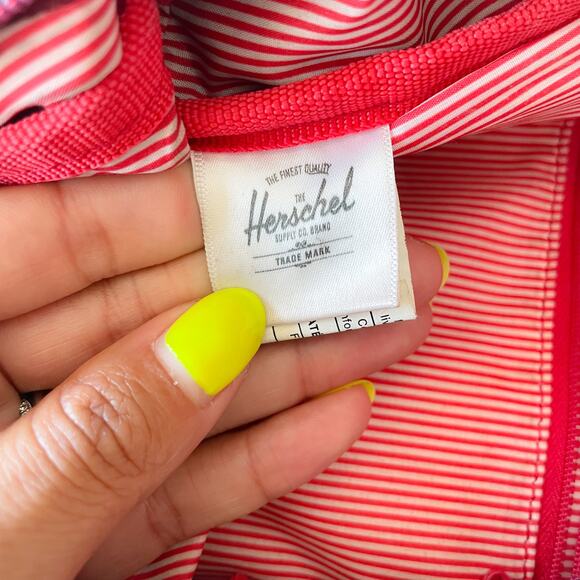 THE FINEST QUALITY
THE
Herschel
SUPPLY CO. BRAND
TRADE MARK